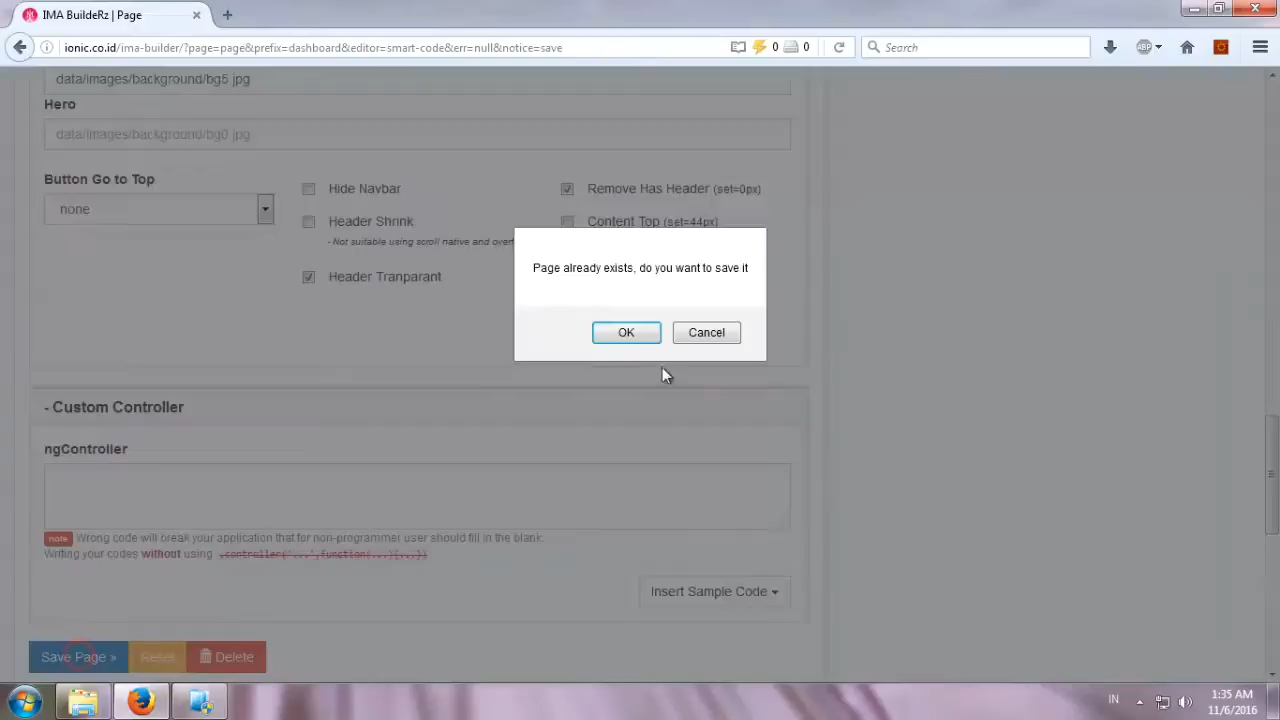 IMA BuildeRz | Page
ionic.co.id/ima-builder/?page=page&prefix=dashboard&editor=smart-code&err=null&notice=save
0
0
Search
ABP
data/images/background/bg5 jpg
Hero
data/images/background/bg0 jpg
Button Go to Top
none
Hide Navbar
Remove Has Header (set=0px)
Header Shrink
Content Top (set=44px)
- Not suitable using scroll native and
Header Tranparant
Page already exists, do you want to save it
OK
Cancel
- Custom Controller
ngController
note Wrong code will break your application that for non-programmer user should fill in the blank.
Writing your codes without using .controller('...',function(...){...})
Insert Sample Code
Save Page »
Reset
Delete
IN
1:35 AM
11/6/2016